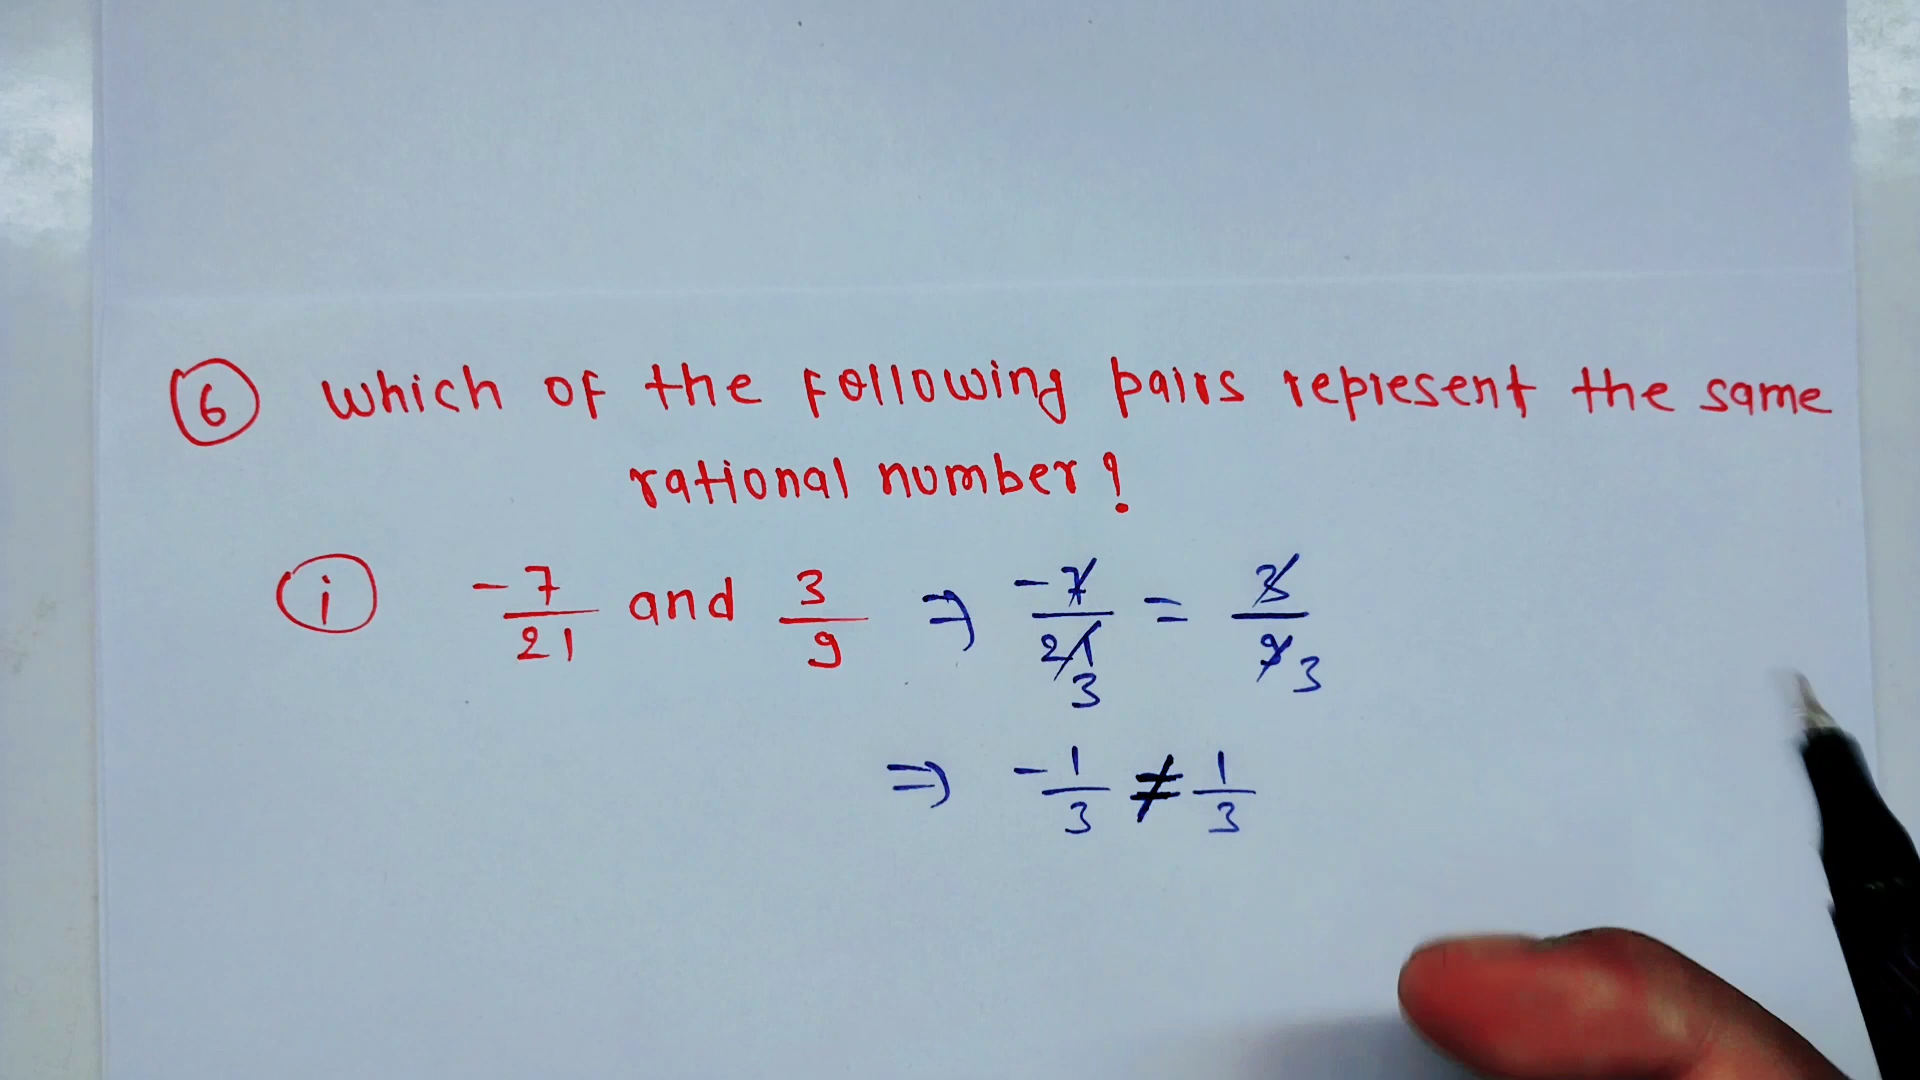 6 Which of the following pairs represent the same
rational number?
i -7/21 and 3/9 ⇒ -7/21 3 = 3/9 3
⇒ -1/3 ≠ 1/3